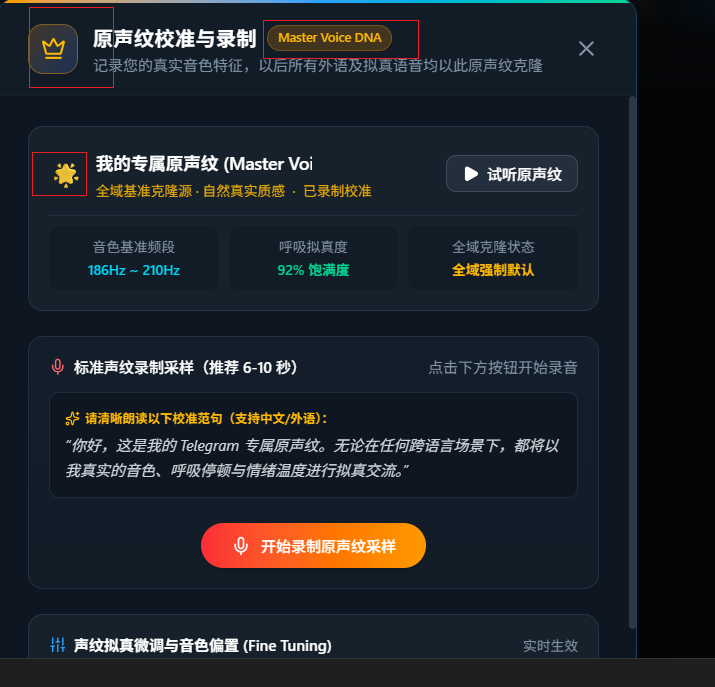 原声纹校准与录制 Master Voice DNA
记录您的真实音色特征，以后所有外语及拟真语音均以此原声纹克隆
我的专属原声纹 (Master Voi
试听原声纹
全域基准克隆源 · 自然真实质感 · 已录制校准
音色基准频段 呼吸拟真度 全域克隆状态
186Hz ~ 210Hz 92% 饱满度 全域强制默认
标准声纹录制采样（推荐 6-10 秒） 点击下方按钮开始录音
请清晰朗读以下校准范句（支持中文/外语）：
“你好，这是我的 Telegram 专属原声纹。无论在任何跨语言场景下，都将以
我真实的音色、呼吸停顿与情绪温度进行拟真交流。”
开始录制原声纹采样
声纹拟真微调与音色偏置 (Fine Tuning) 实时生效